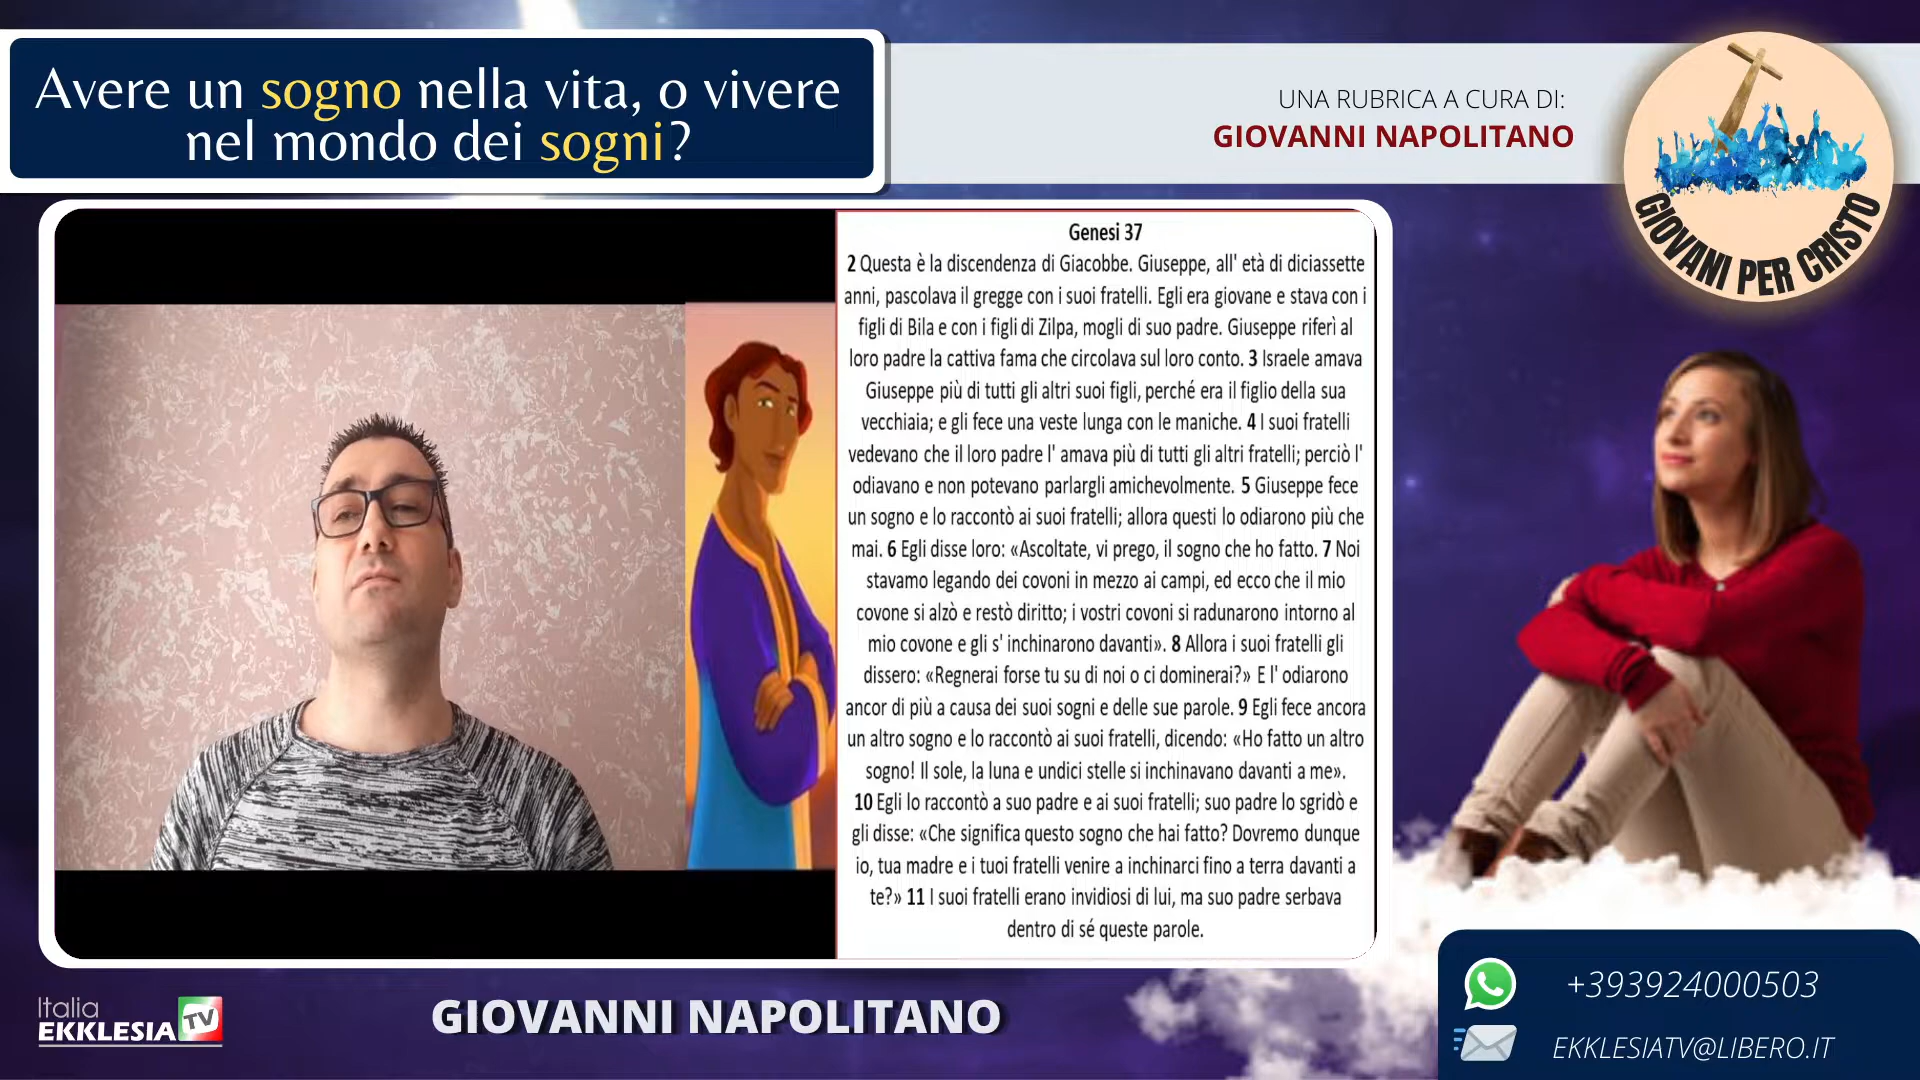 Avere un sogno nella vita, o vivere
nel mondo dei sogni?
UNA RUBRICA A CURA DI:
GIOVANNI NAPOLITANO
GIOVANI PER CRISTO
Genesi 37
2 Questa è la discendenza di Giacobbe. Giuseppe, all' età di diciassette
anni, pascolava il gregge con i suoi fratelli. Egli era giovane e stava con i
figli di Bila e con i figli di Zilpa, mogli di suo padre. Giuseppe riferì al
loro padre la cattiva fama che circolava sul loro conto. 3 Israele amava
Giuseppe più di tutti gli altri suoi figli, perché era il figlio della sua
vecchiaia; e gli fece una veste lunga con le maniche. 4 I suoi fratelli
vedevano che il loro padre l' amava più di tutti gli altri fratelli; perciò l'
odiavano e non potevano parlargli amichevolmente. 5 Giuseppe fece
un sogno e lo raccontò ai suoi fratelli; allora questi lo odiarono più che
mai. 6 Egli disse loro: «Ascoltate, vi prego, il sogno che ho fatto. 7 Noi
stavamo legando dei covoni in mezzo ai campi, ed ecco che il mio
covone si alzò e restò diritto; i vostri covoni si radunarono intorno al
mio covone e gli s' inchinarono davanti». 8 Allora i suoi fratelli gli
dissero: «Regnerai forse tu su di noi o ci dominerai?» E l' odiarono
ancor di più a causa dei suoi sogni e delle sue parole. 9 Egli fece ancora
un altro sogno e lo raccontò ai suoi fratelli, dicendo: «Ho fatto un altro
sogno! Il sole, la luna e undici stelle si inchinavano davanti a me».
10 Egli lo raccontò a suo padre e ai suoi fratelli; suo padre lo sgridò e
gli disse: «Che significa questo sogno che hai fatto? Dovremo dunque
io, tua madre e i tuoi fratelli venire a inchinarci fino a terra davanti a
te?» 11 I suoi fratelli erano invidiosi di lui, ma suo padre serbava
dentro di sé queste parole.
Italia
EKKLESIA TV
GIOVANNI NAPOLITANO
+393924000503
EKKLESIATV@LIBERO.IT